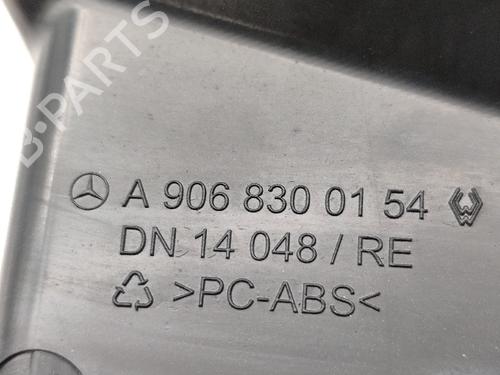 B-PARTS
A 906 830 01 54
DN 14 048 / RE
>PC-ABS<